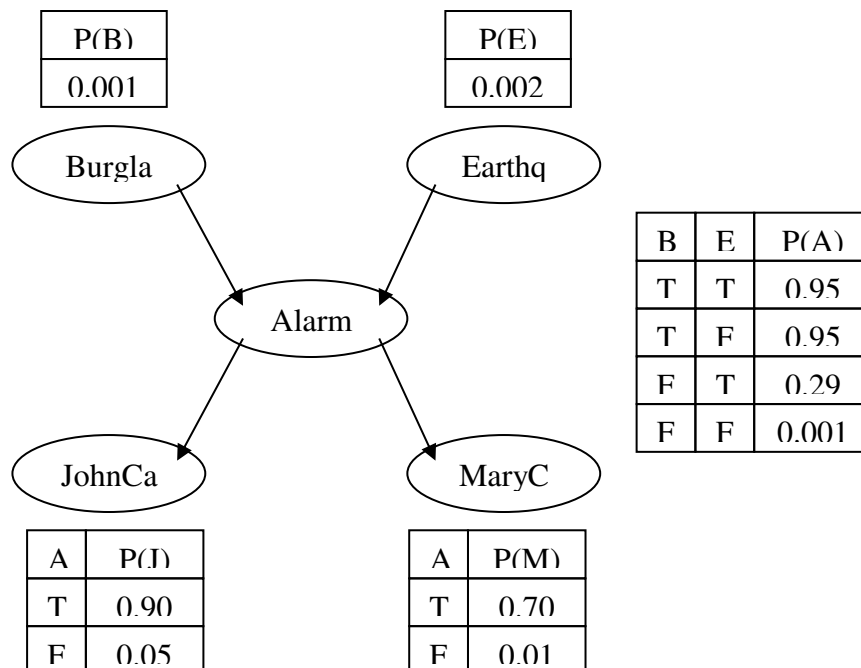 P(B)
0.001
P(E)
0.002
Burgla
Earthq
B E P(A)
T T 0.95
T F 0.95
F T 0.29
F F 0.001
Alarm
JohnCa
MaryC
A P(J)
T 0.90
F 0.05
A P(M)
T 0.70
F 0.01